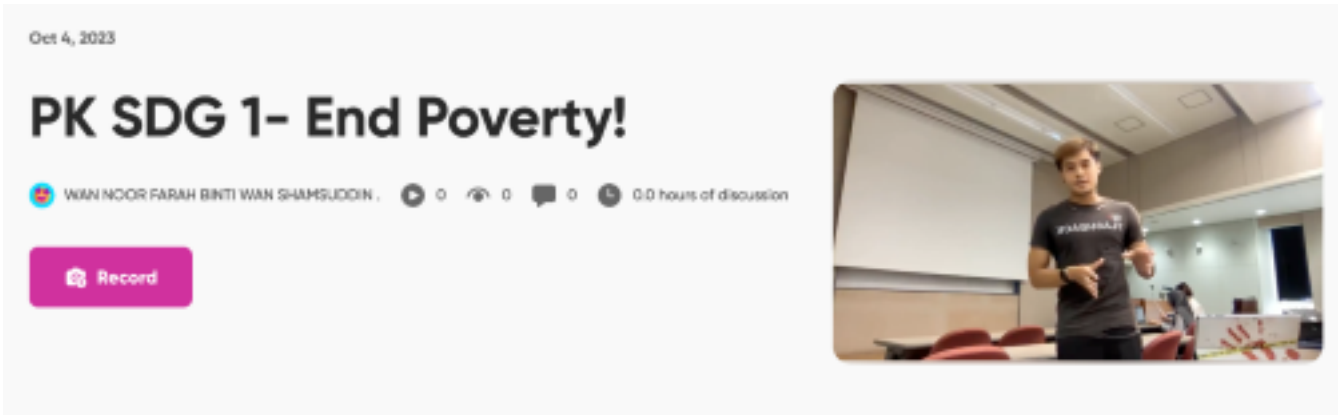 Oct 4, 2023
PK SDG 1- End Poverty!
WAN NOOR FARAH BINTI WAN SHAMSUDDIN . 0 0 0 0.0 hours of discussion
Record